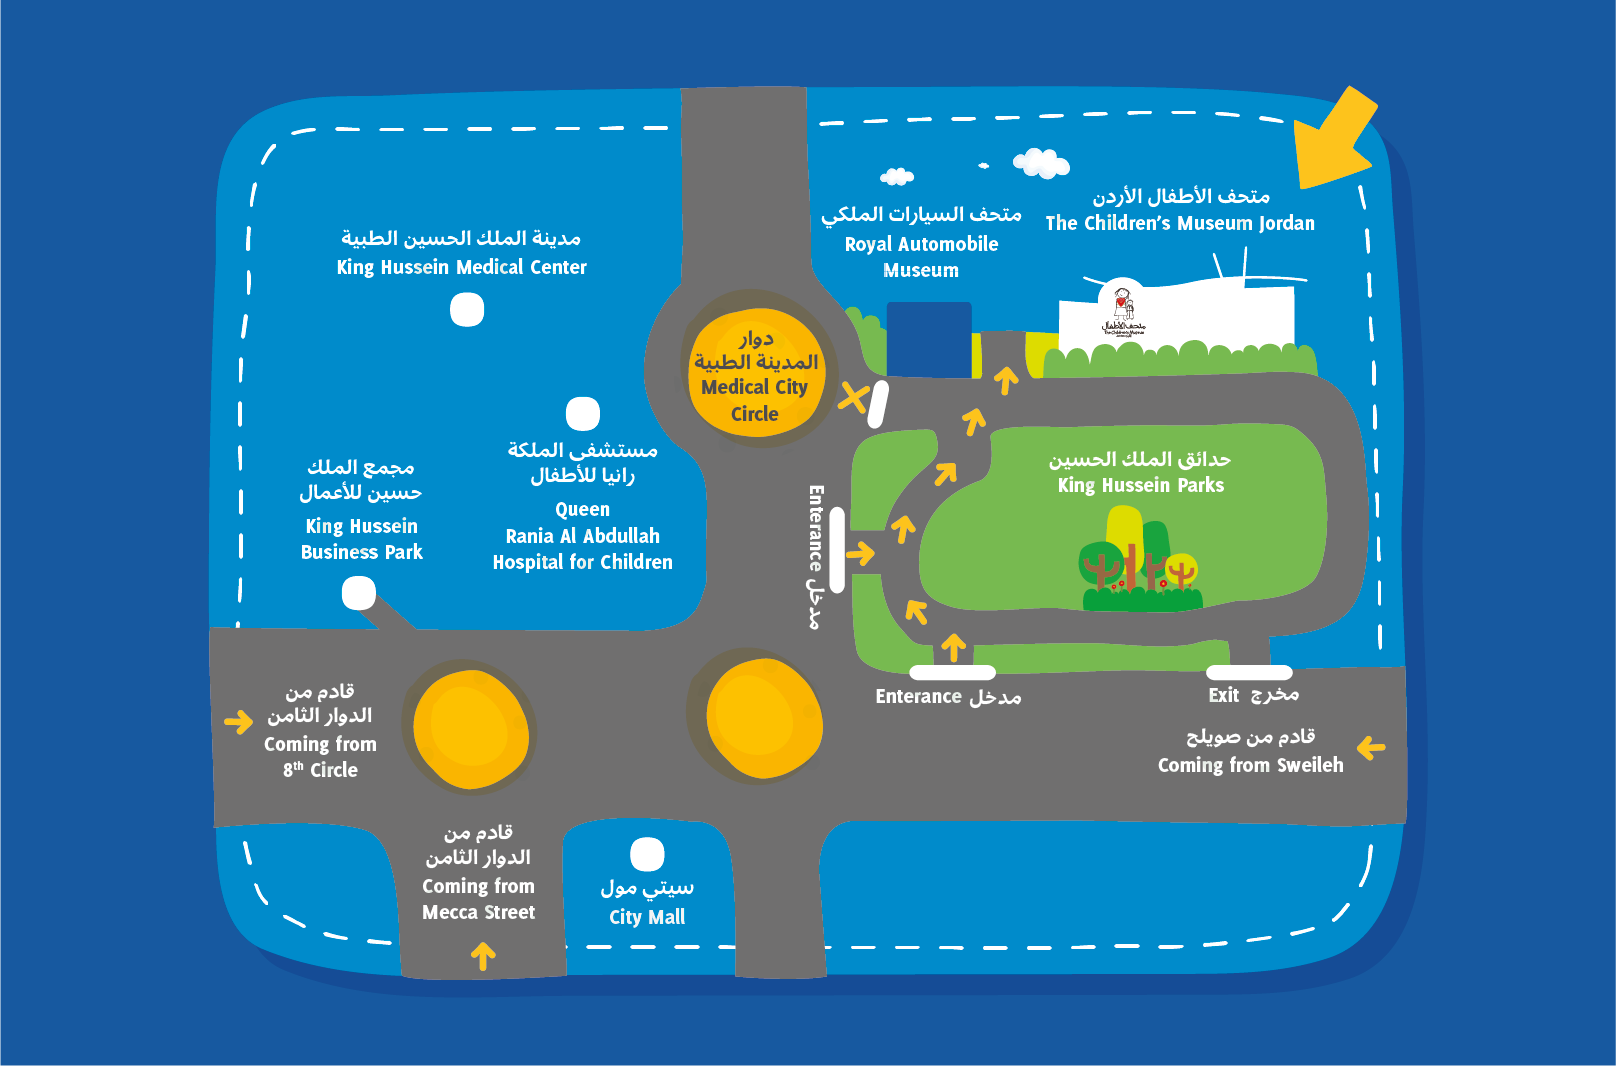 متحف الأطفال الأردن
The Children's Museum Jordan
متحف السيارات الملكي
Royal Automobile
Museum
مدينة الملك الحسين الطبية
King Hussein Medical Center
متحف الأطفال
دوار
المدينة الطبية
Medical City
Circle
مستشفى الملكة
رانيا للأطفال
Queen
Rania Al Abdullah
Hospital for Children
مجمع الملك
حسين للأعمال
King Hussein
Business Park
حدائق الملك الحسين
King Hussein Parks
Enterance مدخل
Enterance مدخل
Exit مخرج
قادم من
الدوار الثامن
Coming from
8th Circle
قادم من صويلح
Coming from Sweileh
قادم من
الدوار الثامن
Coming from
Mecca Street
سيتي مول
City Mall